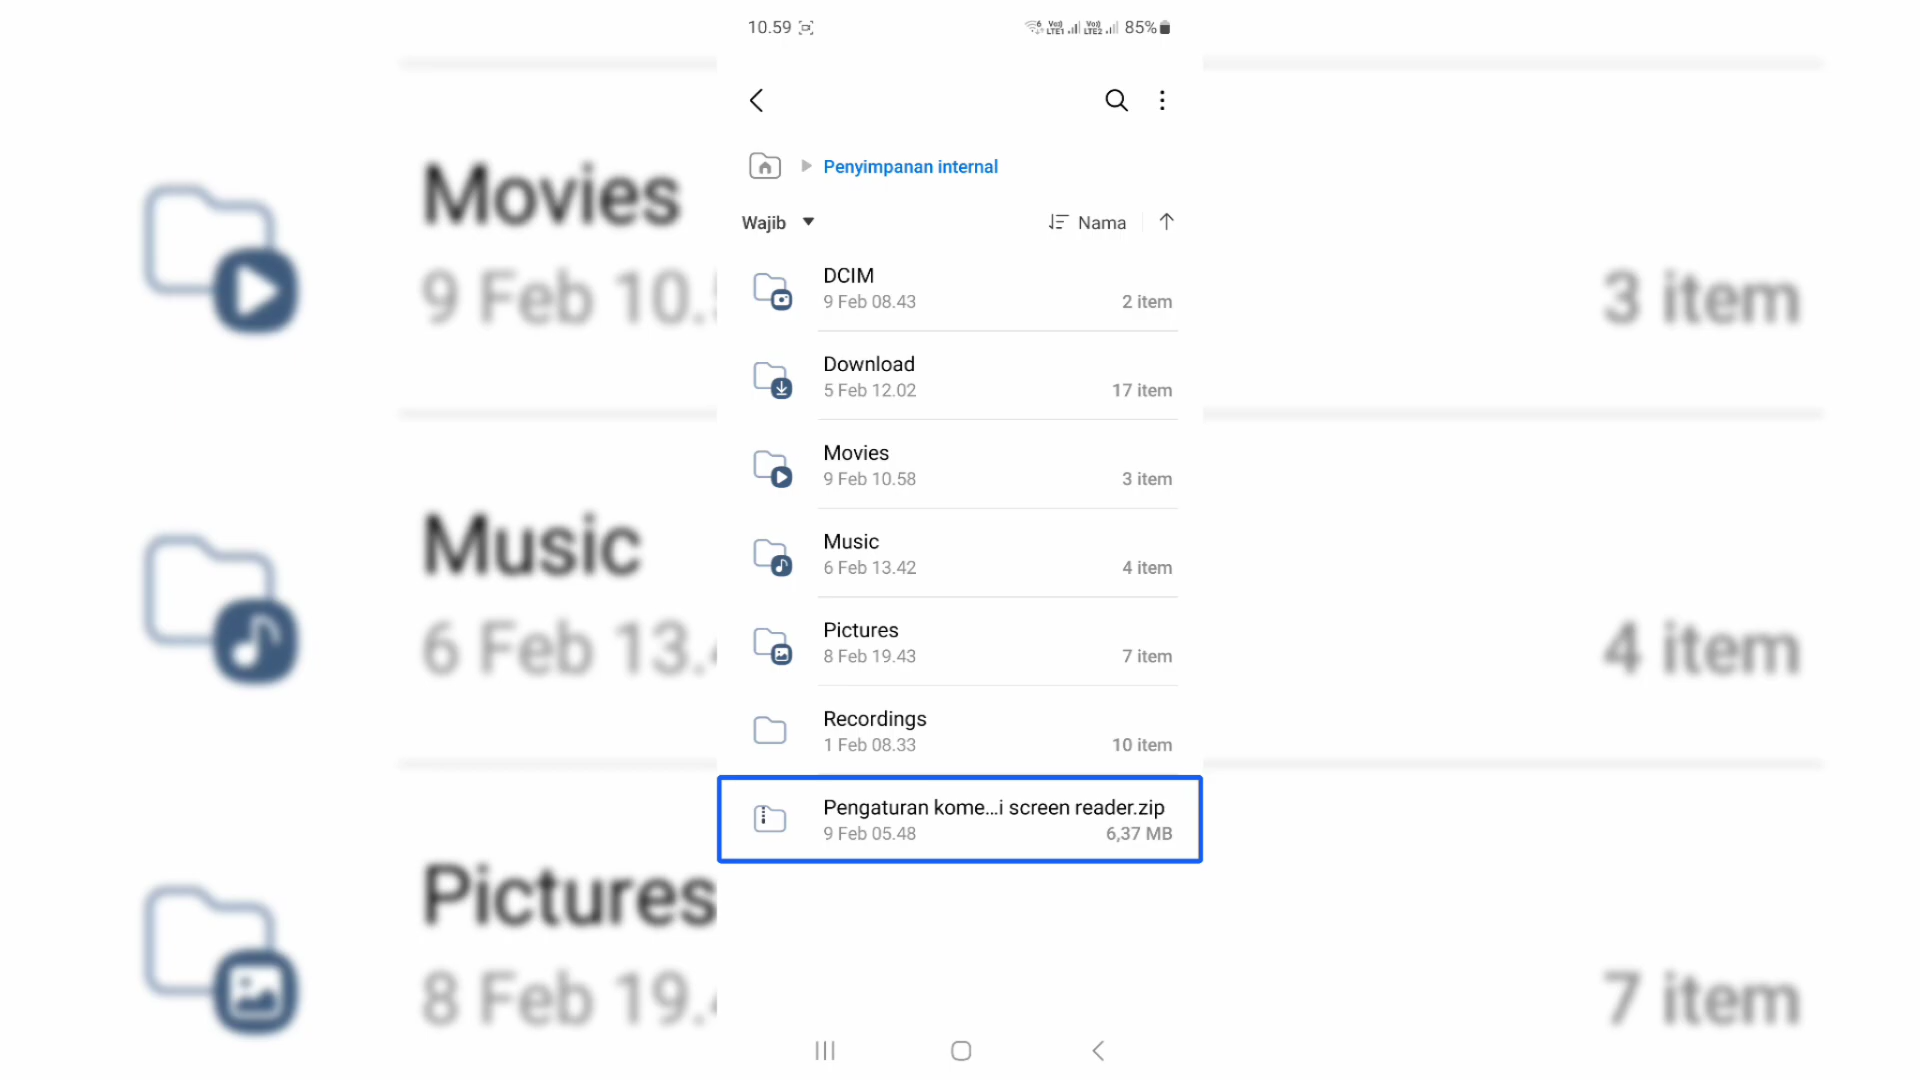 10.59
85%
Penyimpanan internal
Wajib
Nama
DCIM
9 Feb 08.43
2 item
Download
5 Feb 12.02
17 item
Movies
9 Feb 10.58
3 item
Music
6 Feb 13.42
4 item
Pictures
8 Feb 19.43
7 item
Recordings
1 Feb 08.33
10 item
Pengaturan kome...i screen reader.zip
9 Feb 05.48
6,37 MB
Movies
9 Feb 10.
3 item
Music
6 Feb 13.
4 item
Pictures
8 Feb 19.
7 item